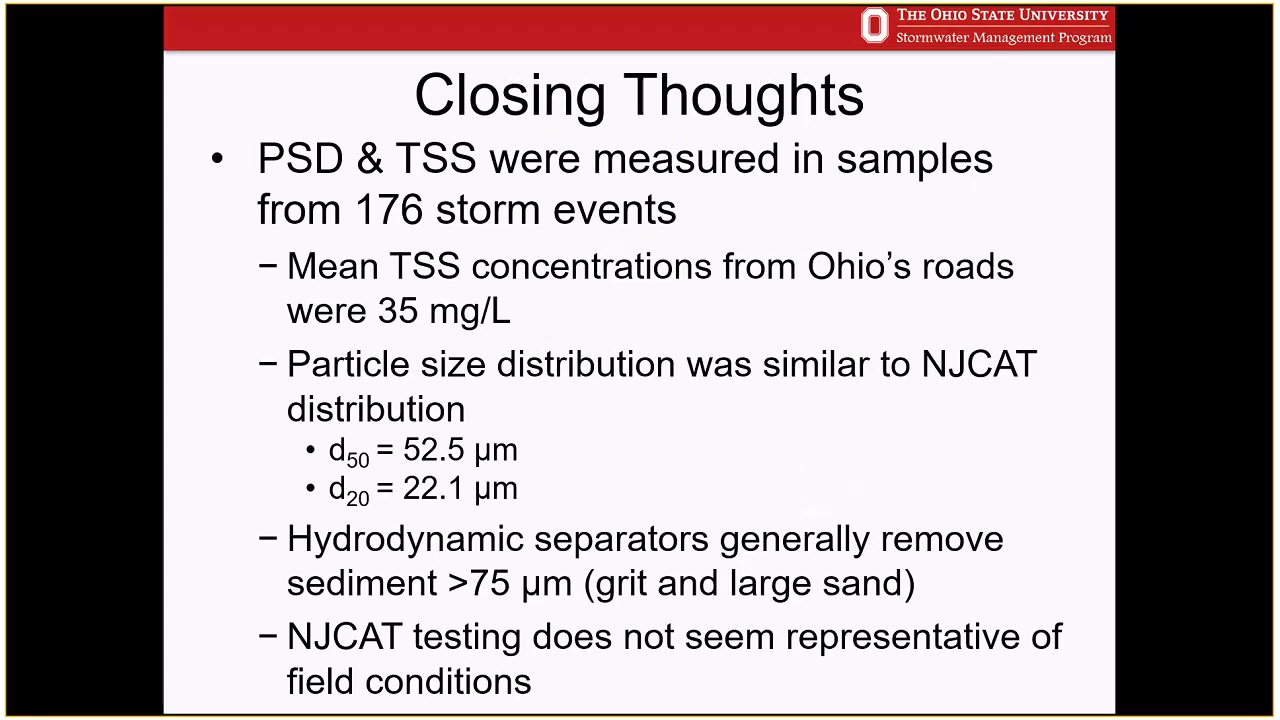 THE OHIO STATE UNIVERSITY
Stormwater Management Program
Closing Thoughts
• PSD & TSS were measured in samples
from 176 storm events
− Mean TSS concentrations from Ohio’s roads
were 35 mg/L
− Particle size distribution was similar to NJCAT
distribution
• d50 = 52.5 µm
• d20 = 22.1 µm
− Hydrodynamic separators generally remove
sediment >75 µm (grit and large sand)
− NJCAT testing does not seem representative of
field conditions